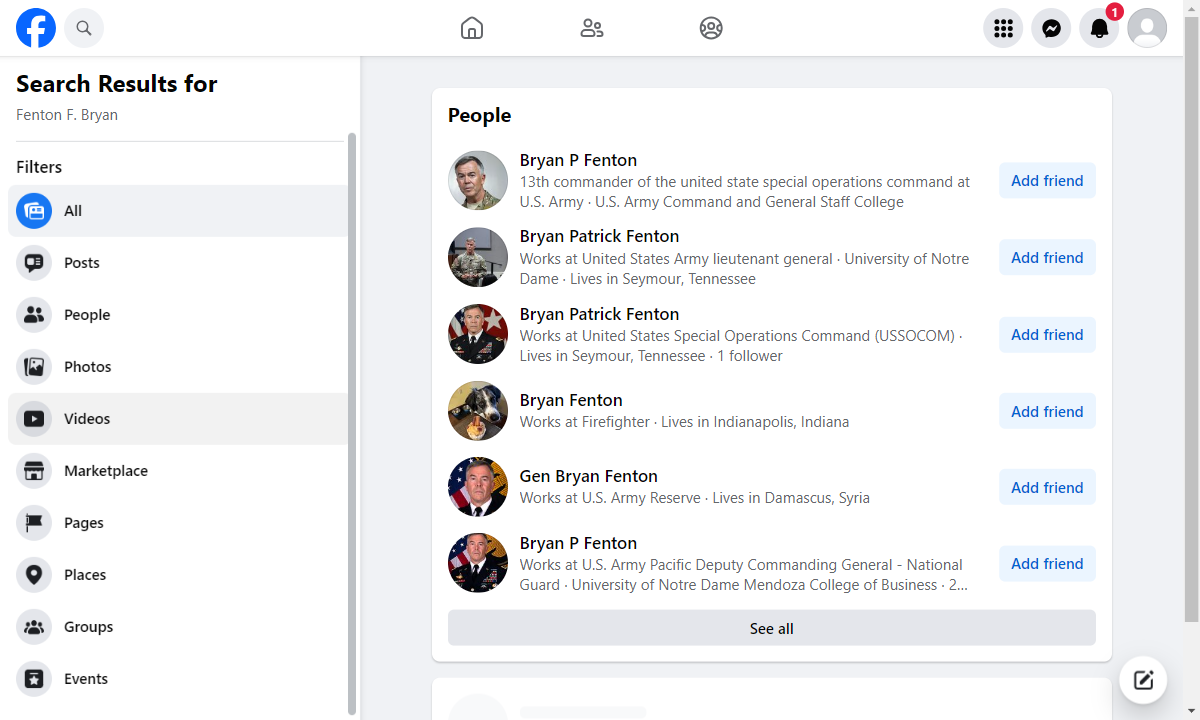 1
Search Results for
Fenton F. Bryan
Filters
All
Posts
People
Photos
Videos
Marketplace
Pages
Places
Groups
Events
People
Bryan P Fenton
13th commander of the united state special operations command at
U.S. Army · U.S. Army Command and General Staff College
Add friend
Bryan Patrick Fenton
Works at United States Army lieutenant general · University of Notre
Dame · Lives in Seymour, Tennessee
Add friend
Bryan Patrick Fenton
Works at United States Special Operations Command (USSOCOM) ·
Lives in Seymour, Tennessee · 1 follower
Add friend
Bryan Fenton
Works at Firefighter · Lives in Indianapolis, Indiana
Add friend
Gen Bryan Fenton
Works at U.S. Army Reserve · Lives in Damascus, Syria
Add friend
Bryan P Fenton
Works at U.S. Army Pacific Deputy Commanding General - National
Guard · University of Notre Dame Mendoza College of Business · 2...
Add friend
See all